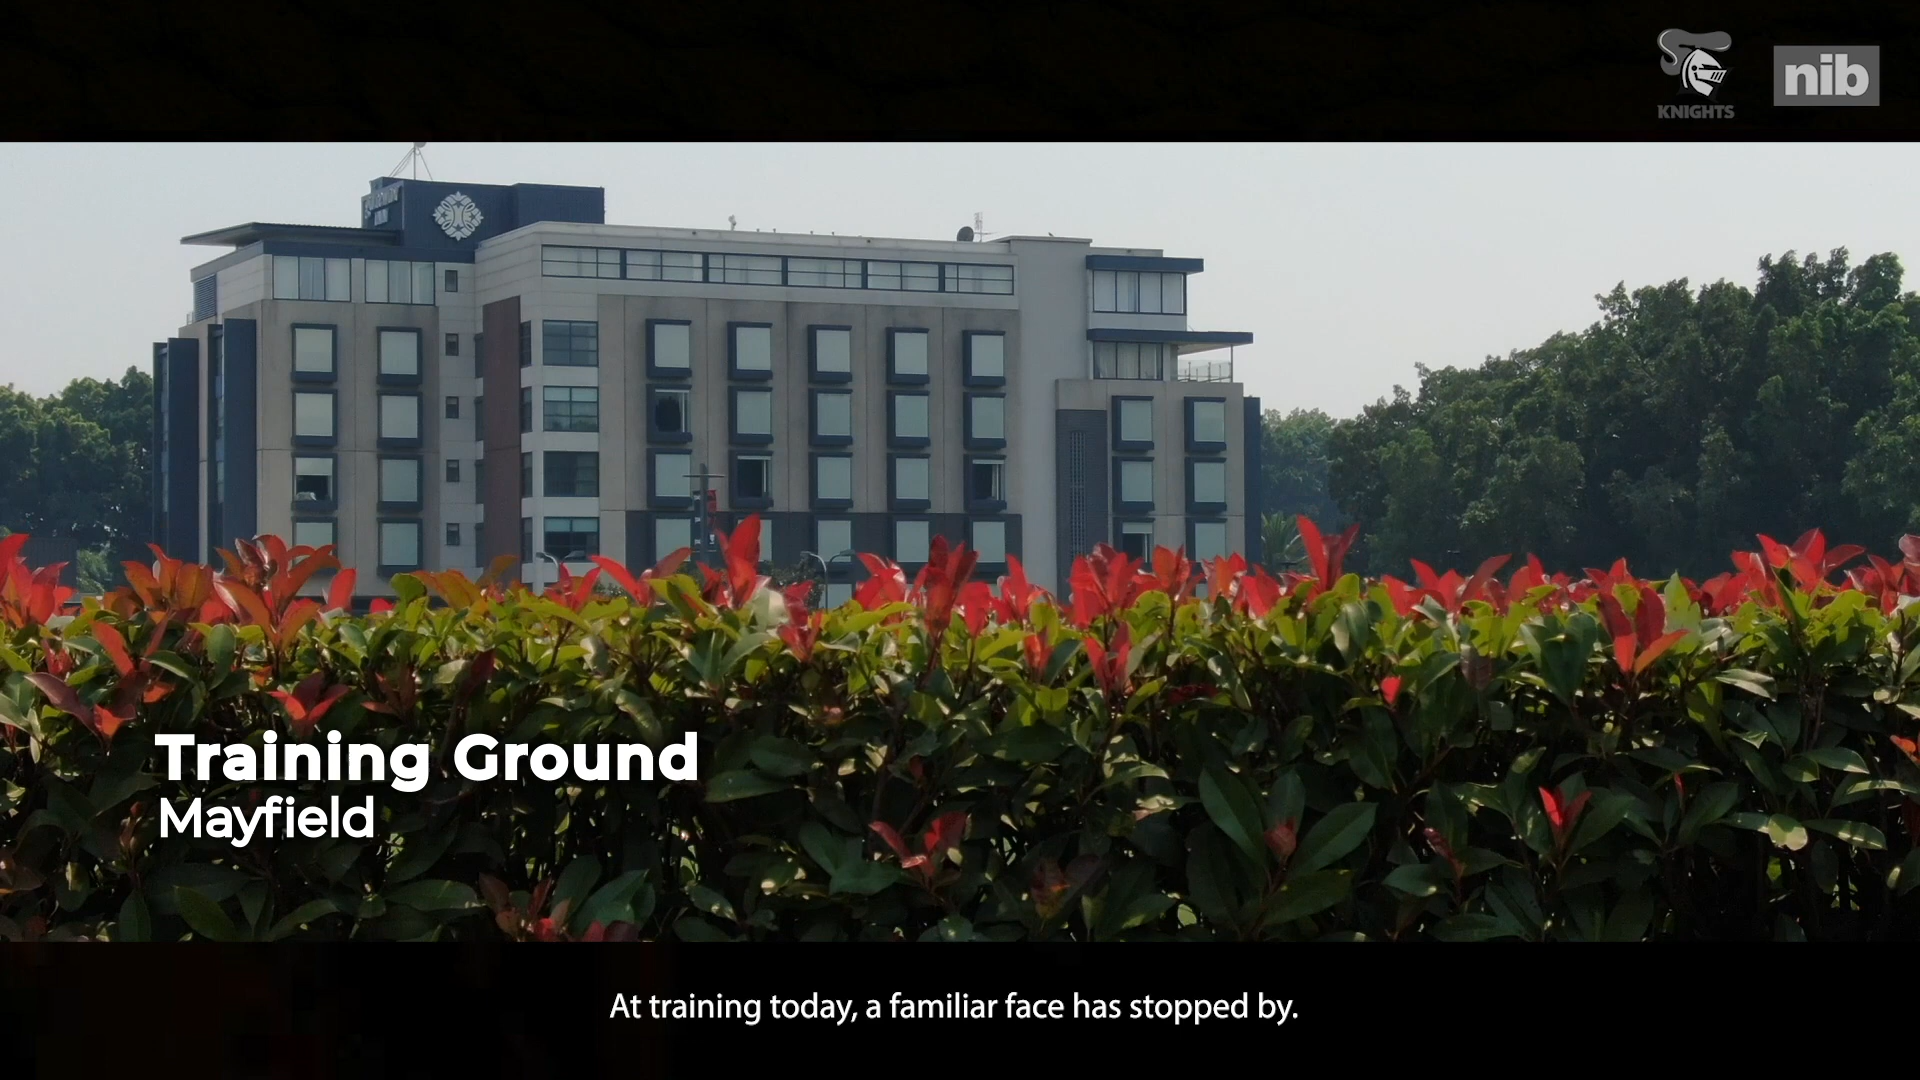 KNIGHTS
nib
Training Ground
Mayfield
At training today, a familiar face has stopped by.